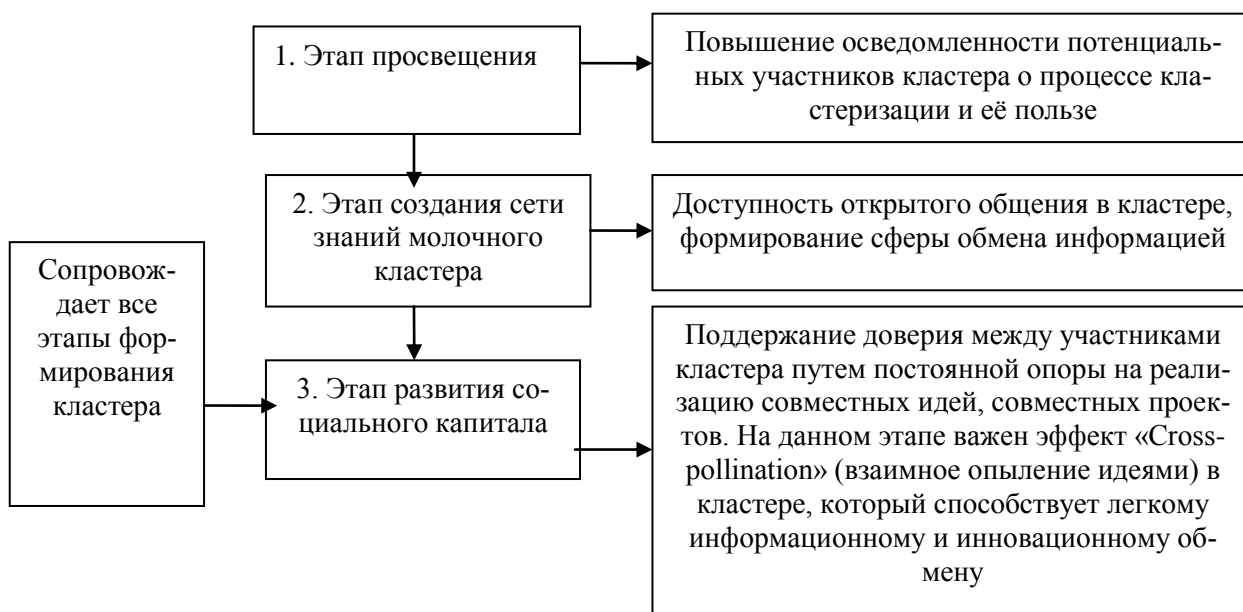 1. Этап просвещения
Повышение осведомленности потенциаль-
ных участников кластера о процессе кла-
стеризации и её пользе
2. Этап создания сети
знаний молочного
кластера
Доступность открытого общения в кластере,
формирование сферы обмена информацией
Сопровож-
дает все
этапы фор-
мирования
кластера
3. Этап развития со-
циального капитала
Поддержание доверия между участниками
кластера путем постоянной опоры на реали-
зацию совместных идей, совместных проек-
тов. На данном этапе важен эффект «Cross-
pollination» (взаимное опыление идеями) в
кластере, который способствует легкому
информационному и инновационному об-
мену